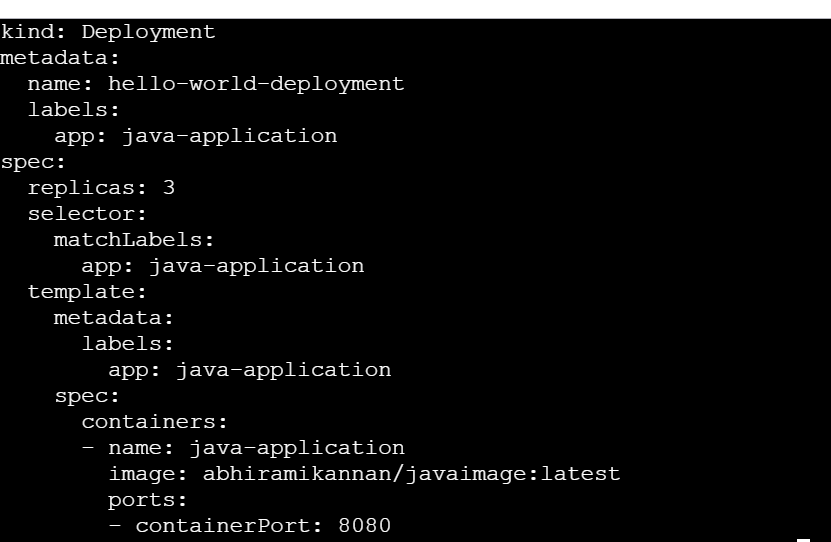 kind: Deployment
metadata:
  name: hello-world-deployment
  labels:
    app: java-application
spec:
  replicas: 3
  selector:
    matchLabels:
      app: java-application
  template:
    metadata:
      labels:
        app: java-application
    spec:
      containers:
      - name: java-application
        image: abhiramikannan/javaimage:latest
        ports:
        - containerPort: 8080